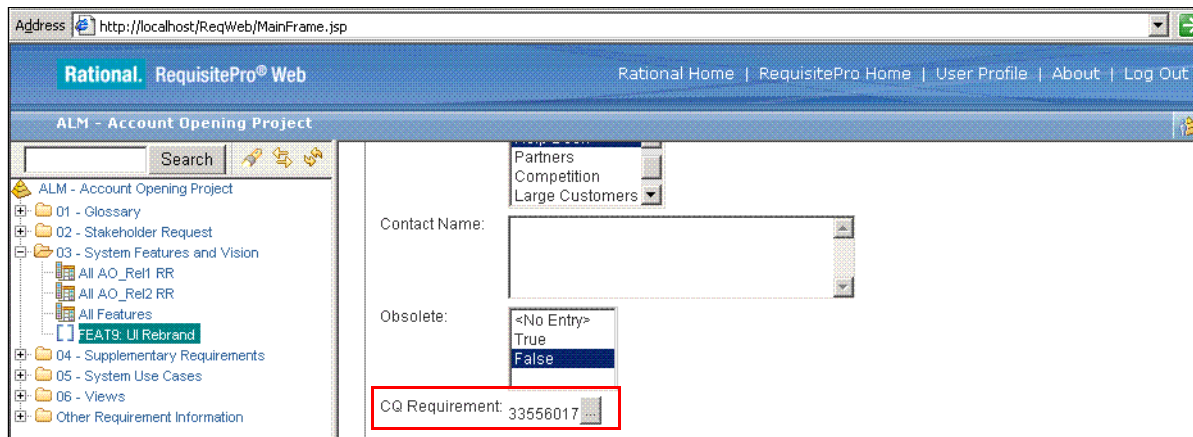 Address http://localhost/ReqWeb/MainFrame.jsp
Rational. RequisitePro® Web Rational Home | RequisitePro Home | User Profile | About | Log Out
ALM - Account Opening Project
Search
ALM - Account Opening Project
01 - Glossary
02 - Stakeholder Request
03 - System Features and Vision
All AO_Rel1 RR
All AO_Rel2 RR
All Features
FEAT9: UI Rebrand
04 - Supplementary Requirements
05 - System Use Cases
06 - Views
Other Requirement Information
Partners
Competition
Large Customers
Contact Name:
Obsolete:
<No Entry>
True
False
CQ Requirement: 33556017 ...